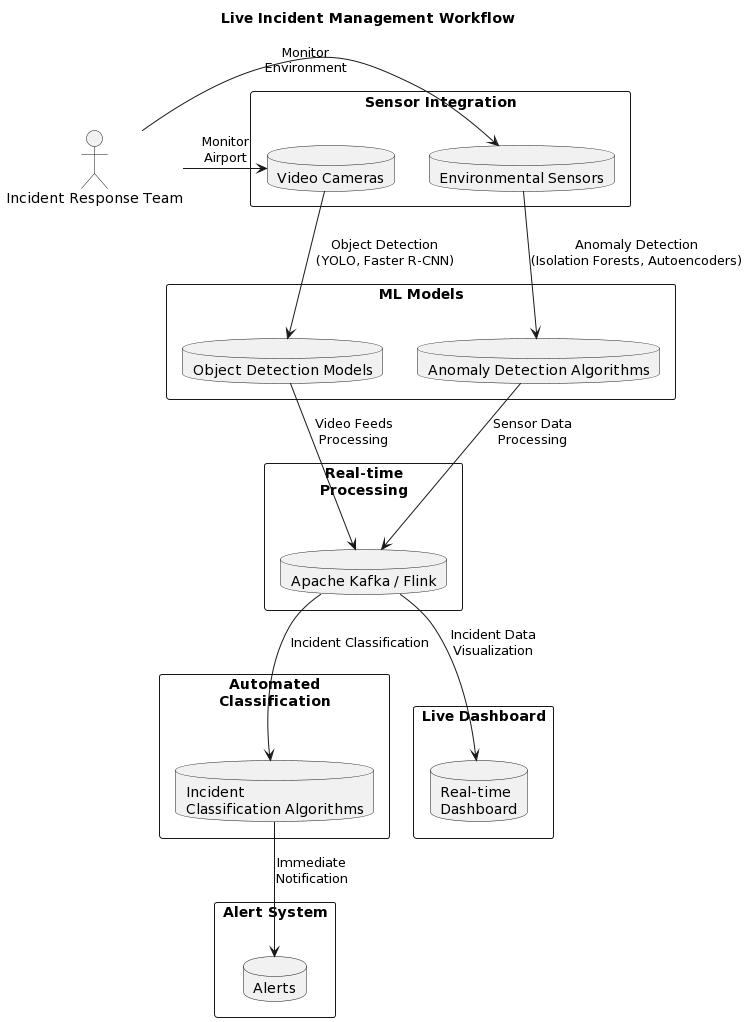 Live Incident Management Workflow
Monitor
Environment
Sensor Integration
Monitor
Airport
Video Cameras
Environmental Sensors
Incident Response Team
Object Detection
(YOLO, Faster R-CNN)
Anomaly Detection
(Isolation Forests, Autoencoders)
ML Models
Object Detection Models
Anomaly Detection Algorithms
Video Feeds
Processing
Sensor Data
Processing
Real-time
Processing
Apache Kafka / Flink
Incident Classification
Incident Data
Visualization
Automated
Classification
Live Dashboard
Incident
Classification Algorithms
Real-time
Dashboard
Immediate
Notification
Alert System
Alerts